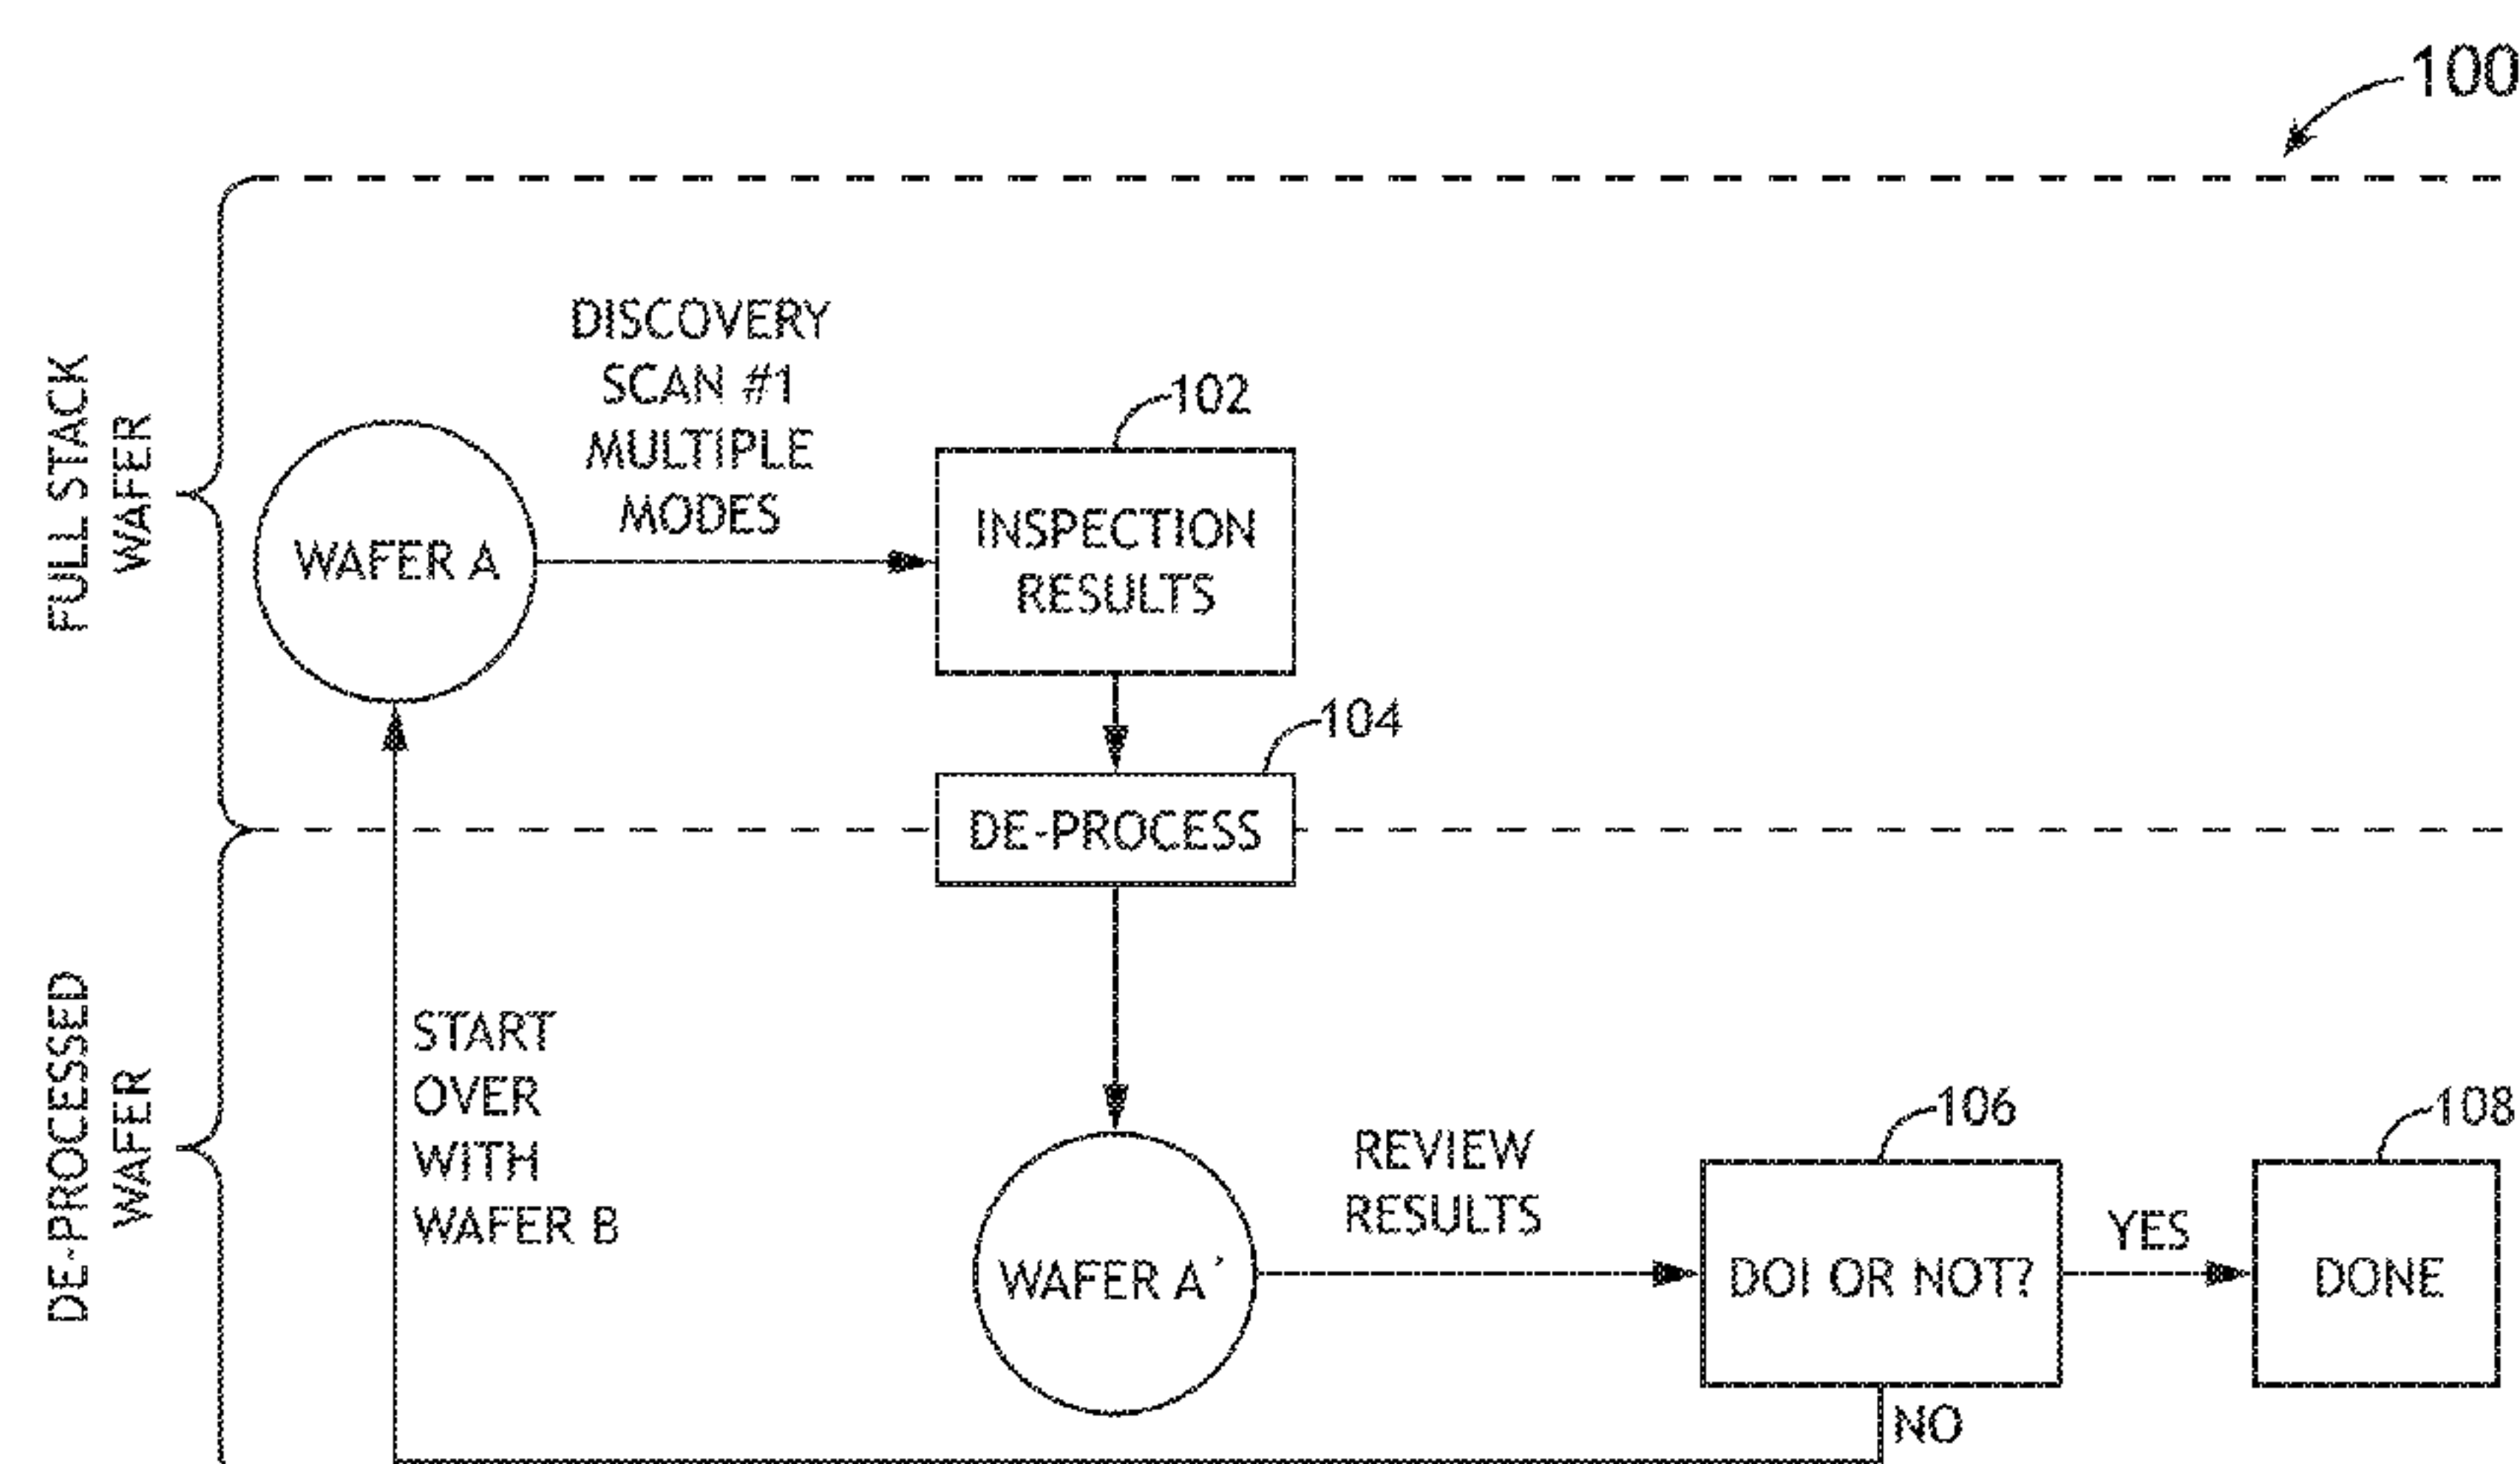 100
FULL STACK
WAFER
DISCOVERY
SCAN #1
MULTIPLE
MODES
102
WAFER A
INSPECTION
RESULTS
104
DE-PROCESS
DE-PROCESSED
WAFER
START
OVER
WITH
WAFER B
WAFER A'
REVIEW
RESULTS
106
DOI OR NOT?
YES
108
DONE
NO